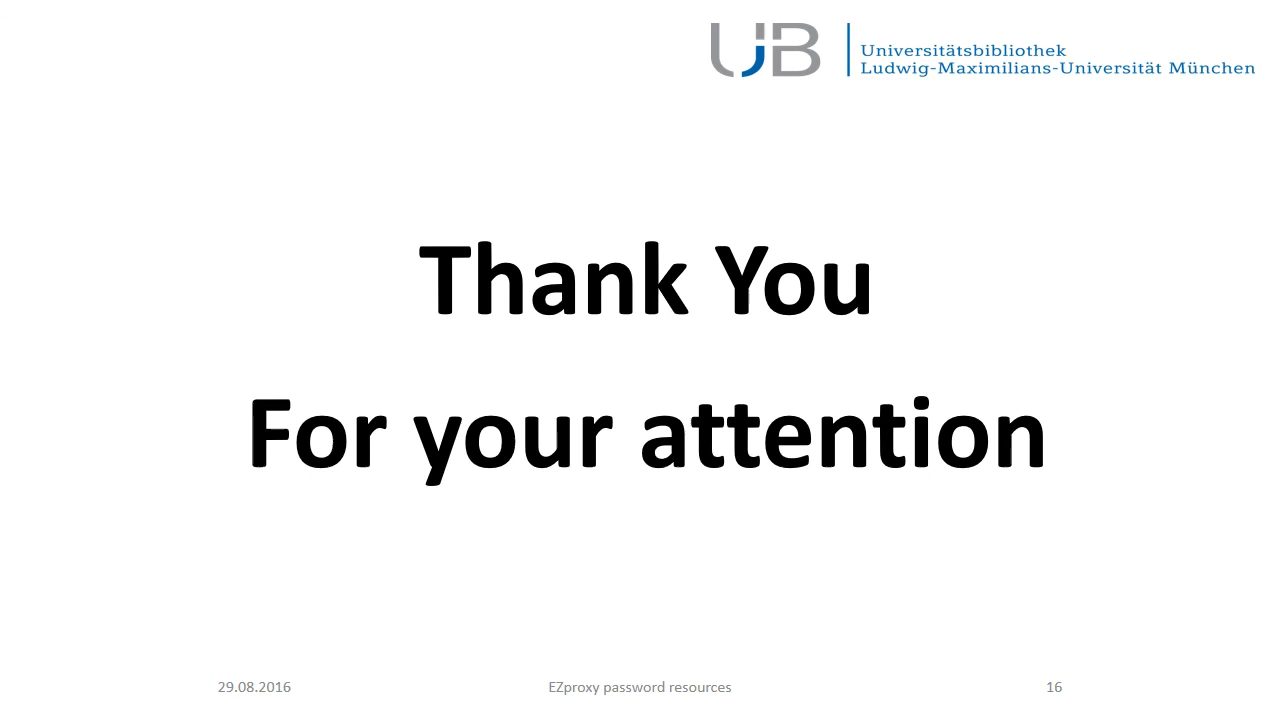 UB
Universitätsbibliothek
Ludwig-Maximilians-Universität München
Thank You
For your attention
29.08.2016 EZproxy password resources 16